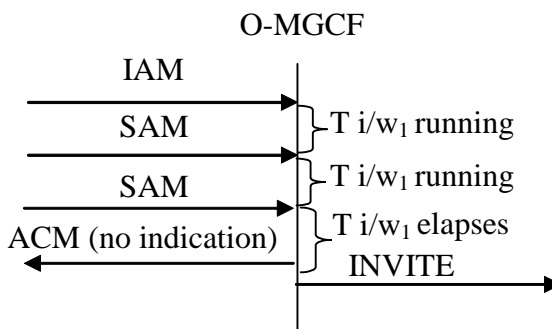 O-MGCF
IAM
T i/w₁ running
SAM
T i/w₁ running
SAM
T i/w₁ elapses
ACM (no indication)
INVITE